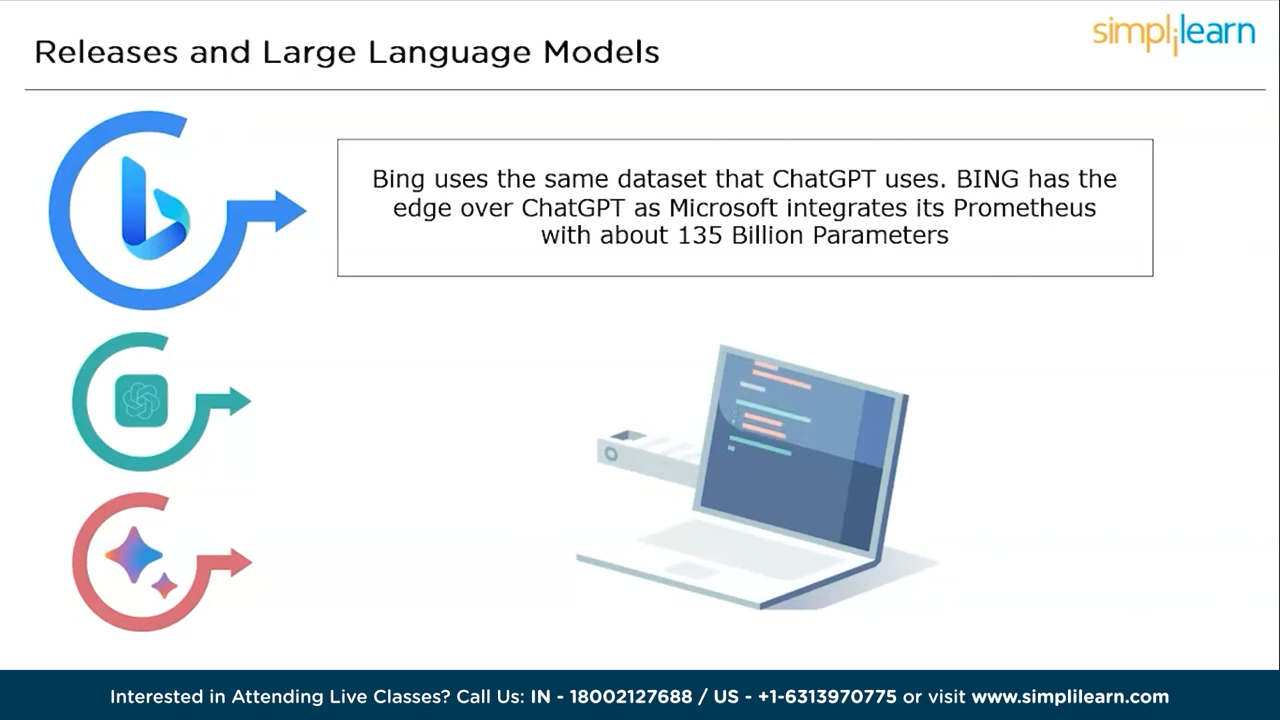 Releases and Large Language Models
simplilearn
Bing uses the same dataset that ChatGPT uses. BING has the
edge over ChatGPT as Microsoft integrates its Prometheus
with about 135 Billion Parameters
Interested in Attending Live Classes? Call Us: IN - 18002127688 / US - +1-6313970775 or visit www.simplilearn.com